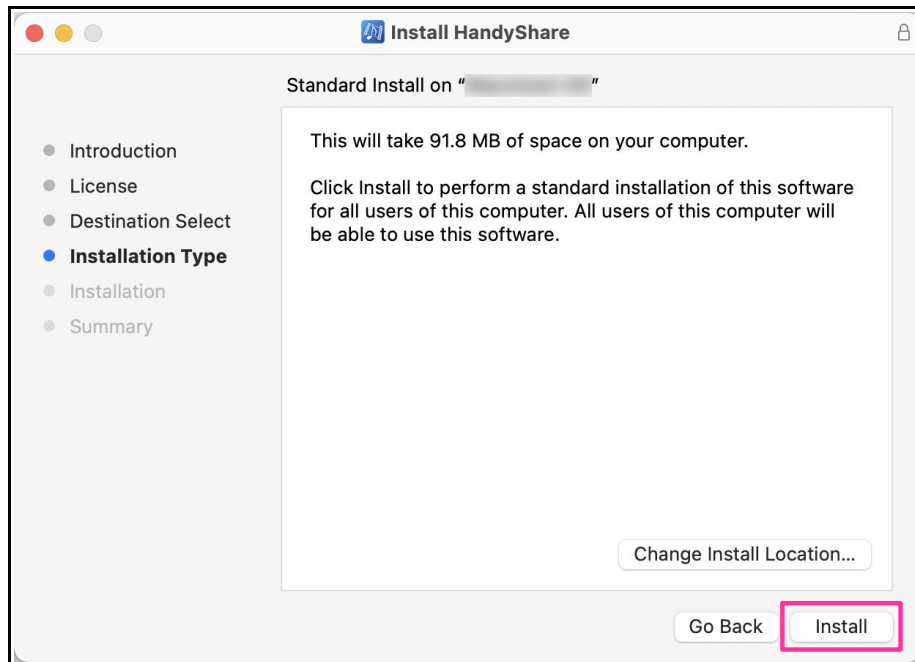 Install HandyShare
Standard Install on “ ”
Introduction
License
Destination Select
Installation Type
Installation
Summary
This will take 91.8 MB of space on your computer.
Click Install to perform a standard installation of this software
for all users of this computer. All users of this computer will
be able to use this software.
Change Install Location...
Go Back
Install